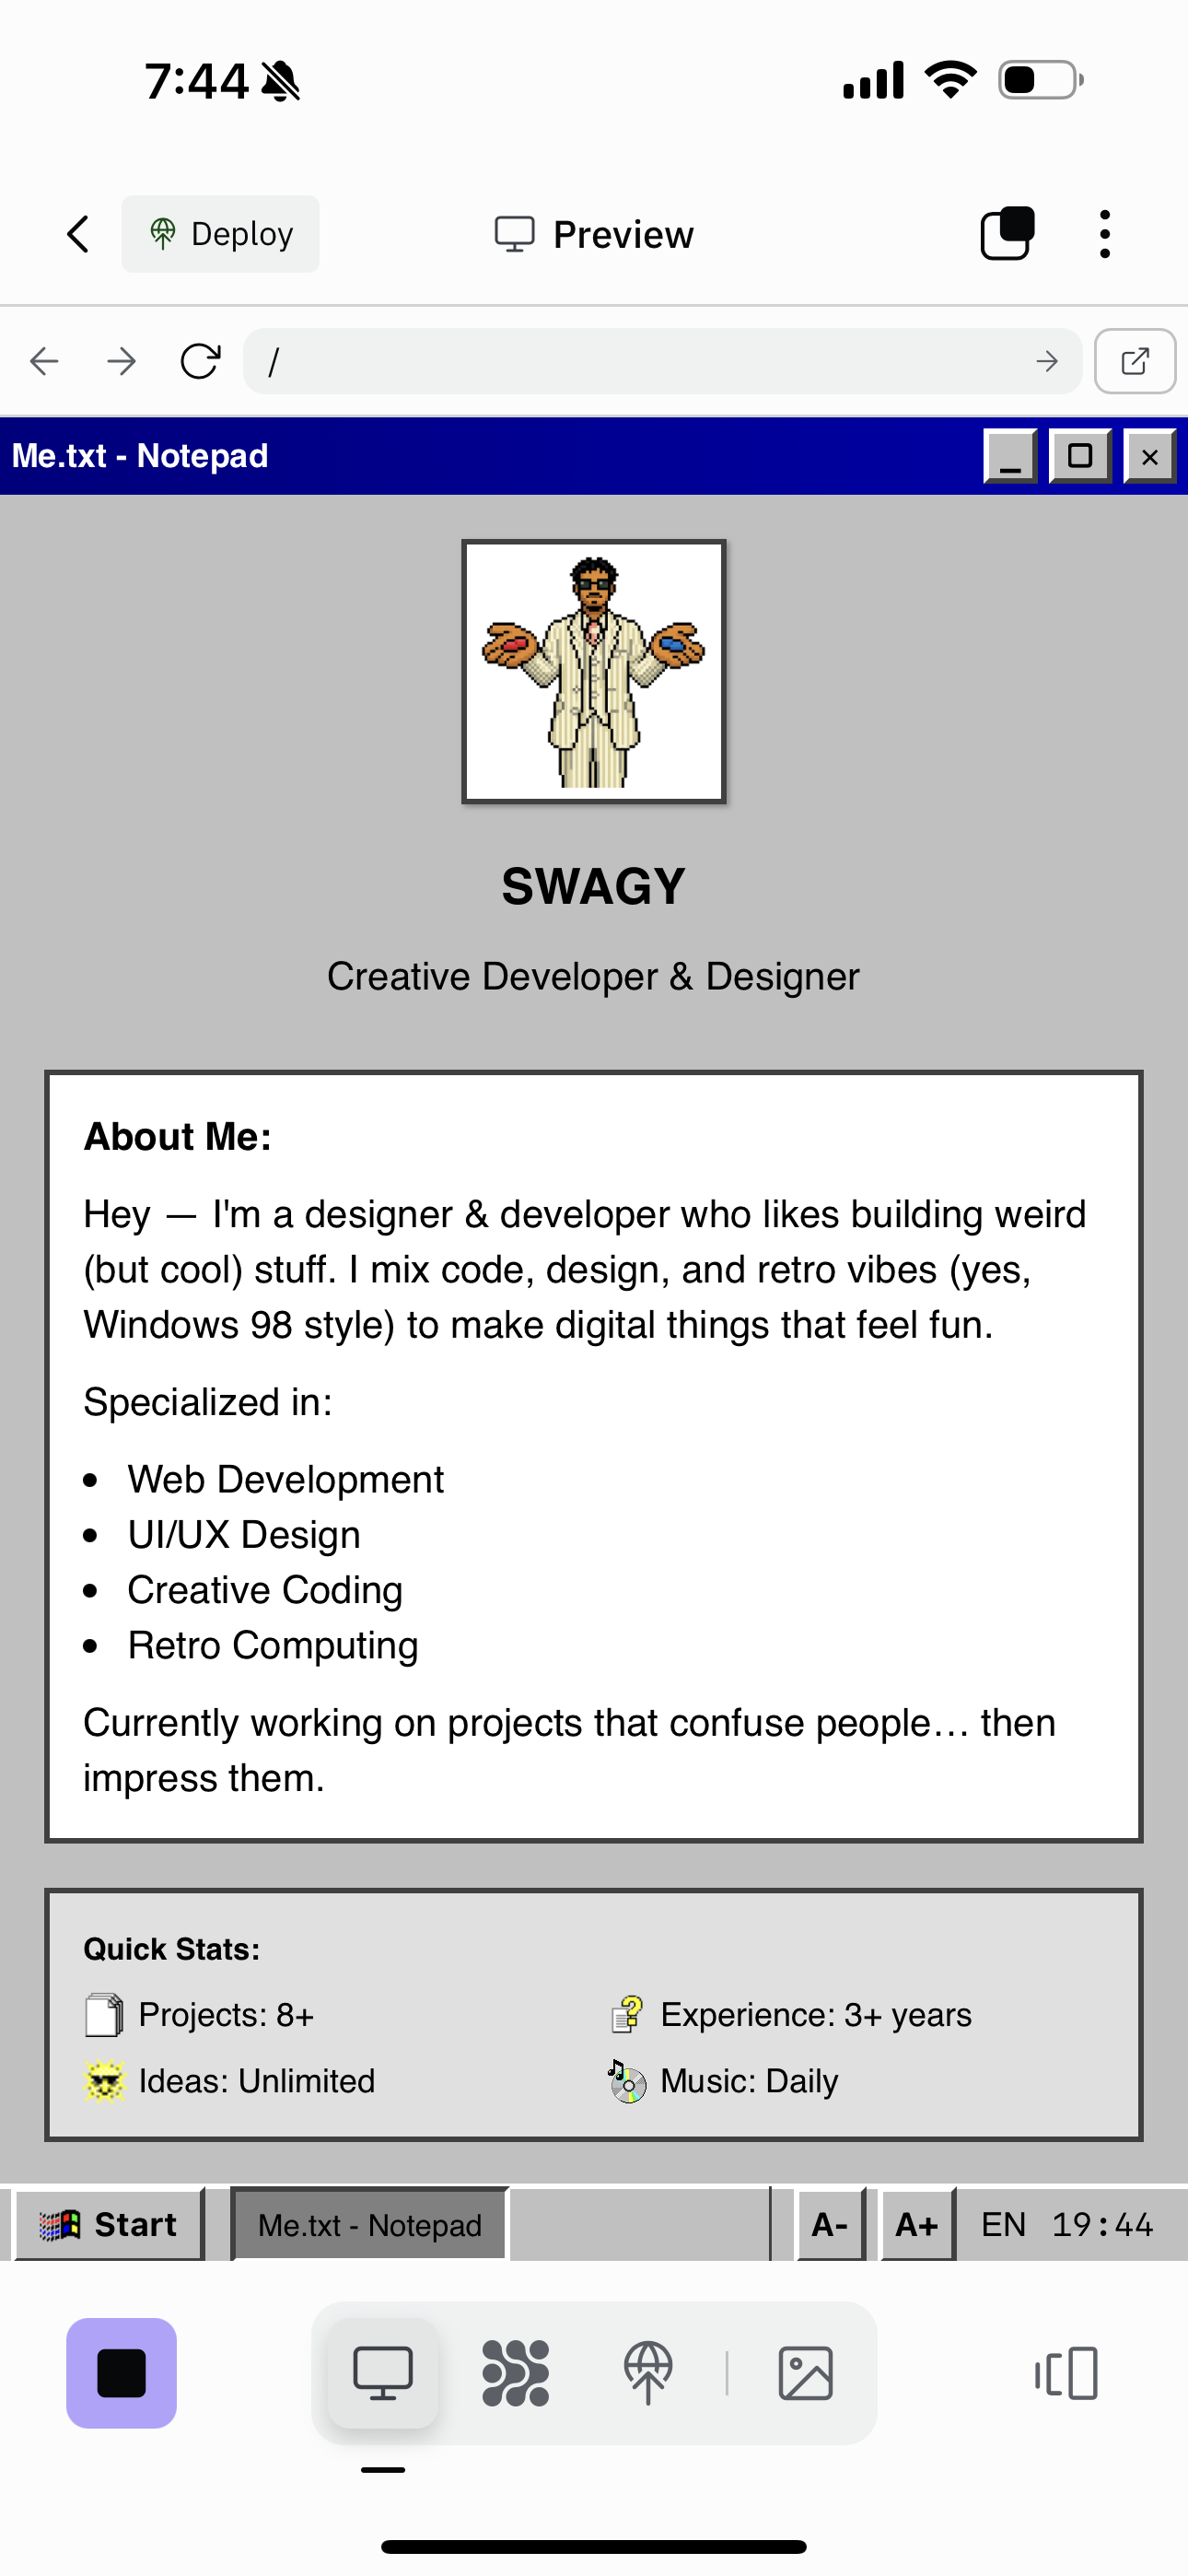 7:44
Deploy
Preview
/
Me.txt - Notepad
SWAGY
Creative Developer & Designer
About Me:
Hey — I'm a designer & developer who likes building weird
(but cool) stuff. I mix code, design, and retro vibes (yes,
Windows 98 style) to make digital things that feel fun.
Specialized in:
• Web Development
• UI/UX Design
• Creative Coding
• Retro Computing
Currently working on projects that confuse people... then
impress them.
Quick Stats:
Projects: 8+ Experience: 3+ years
Ideas: Unlimited Music: Daily
Start Me.txt - Notepad A- A+ EN 19:44